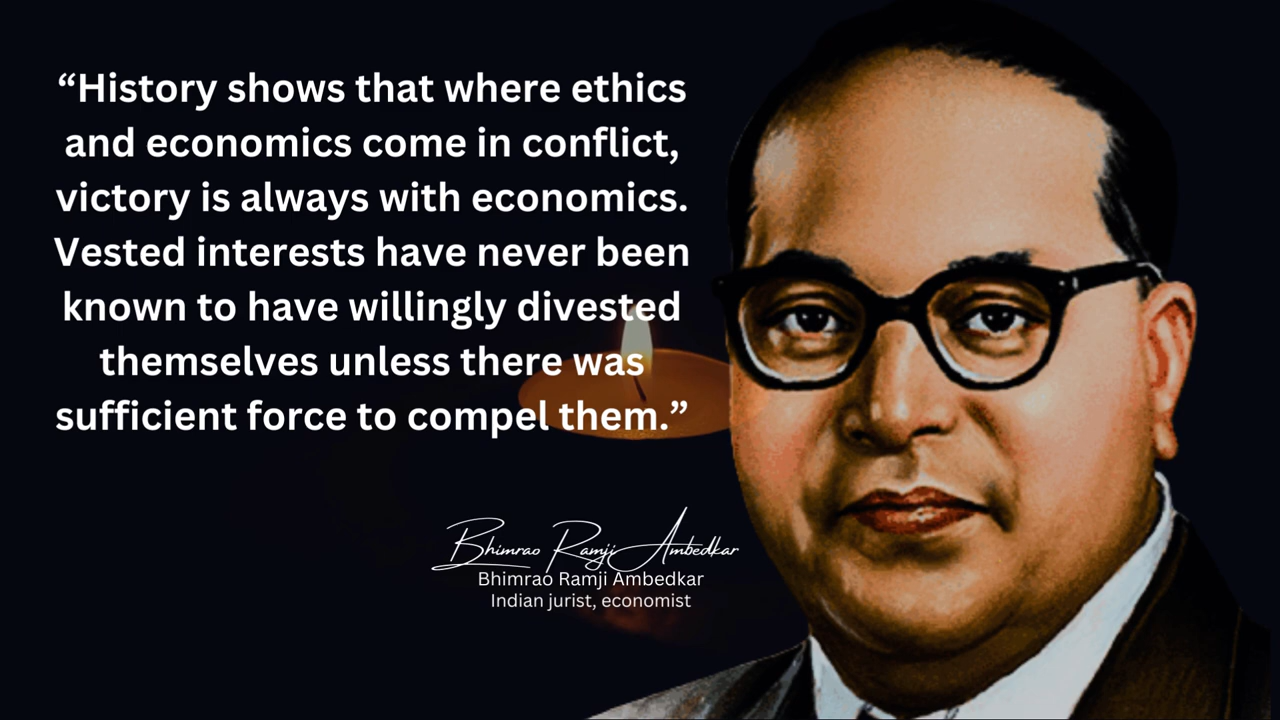 “History shows that where ethics
and economics come in conflict,
victory is always with economics.
Vested interests have never been
known to have willingly divested
themselves unless there was
sufficient force to compel them.”
Bhimrao Ramji Ambedkar
Bhimrao Ramji Ambedkar
Indian jurist, economist